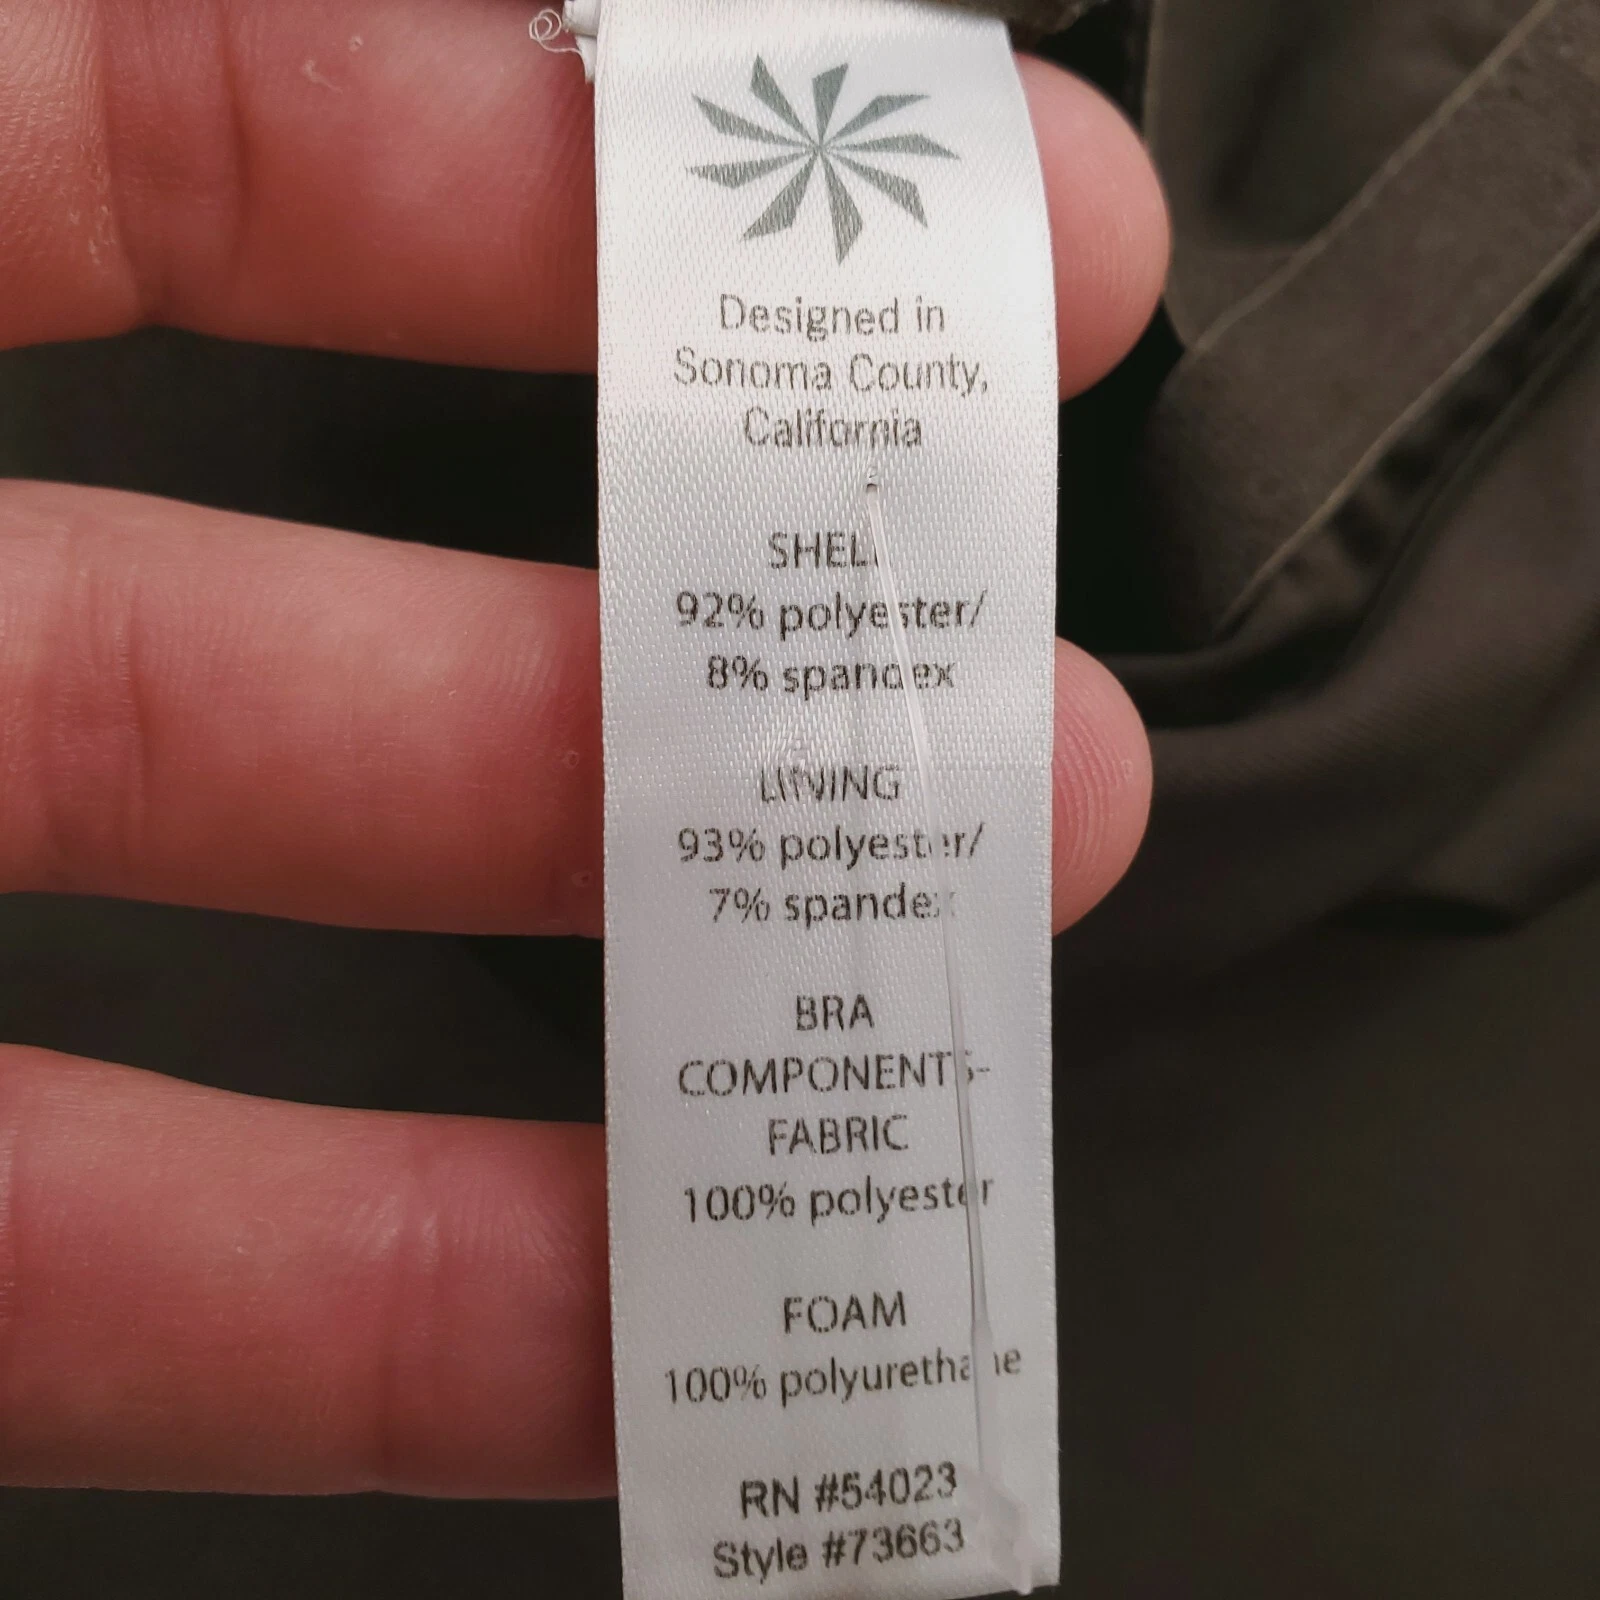 Designed in
Sonoma County,
California
SHELL
92% polyester/
8% spandex
LINING
93% polyester/
7% spandex
BRA
COMPONENTS-
FABRIC
100% polyester
FOAM
100% polyurethane
RN #54023
Style #73663